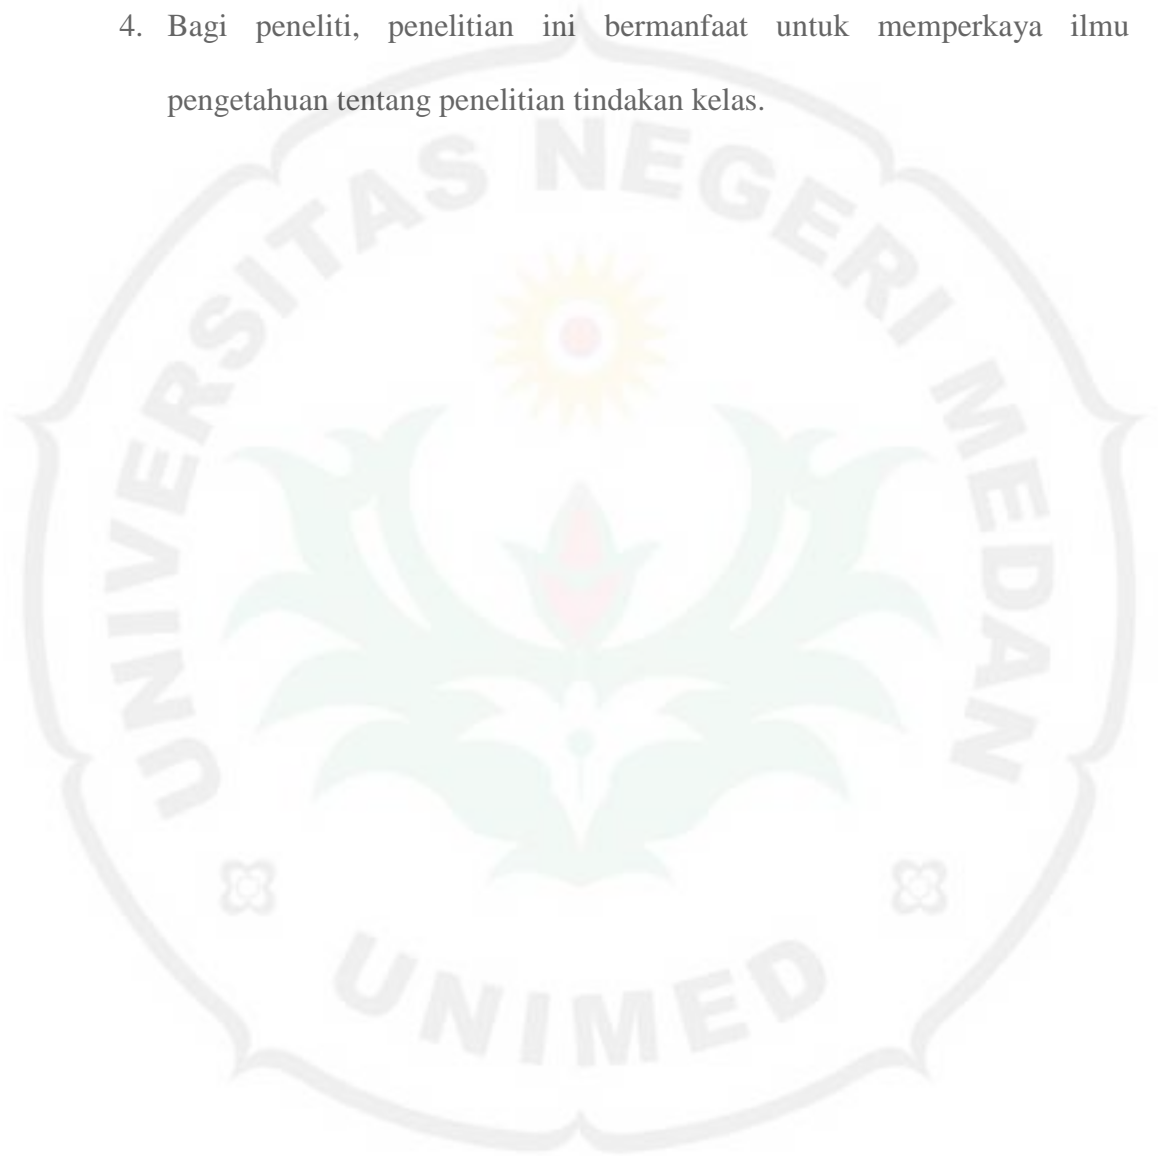 4. Bagi peneliti, penelitian ini bermanfaat untuk memperkaya ilmu
pengetahuan tentang penelitian tindakan kelas.
UNIVERSITAS NEGERI MEDAN
UNIMED